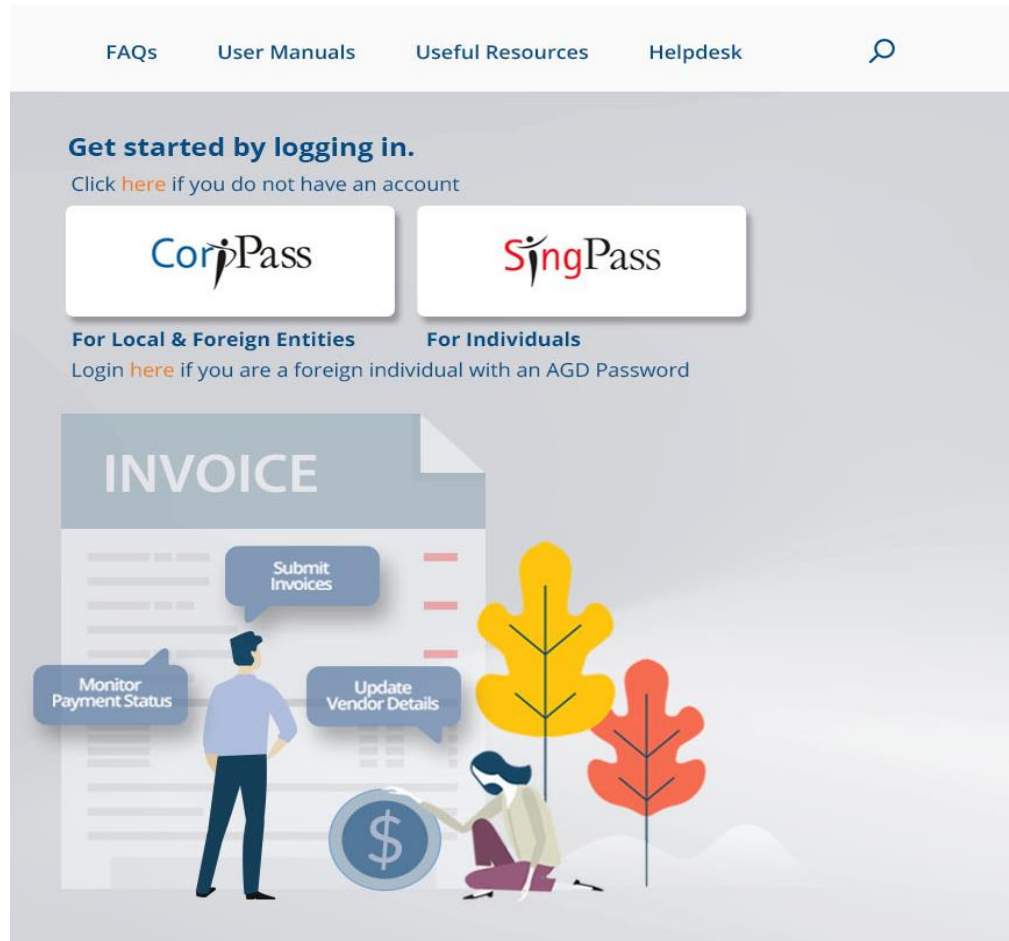 FAQs User Manuals Useful Resources Helpdesk
Get started by logging in.
Click here if you do not have an account
CorpPass SingPass
For Local & Foreign Entities For Individuals
Login here if you are a foreign individual with an AGD Password
INVOICE
Submit
Invoices
Monitor
Payment Status
Update
Vendor Details
$